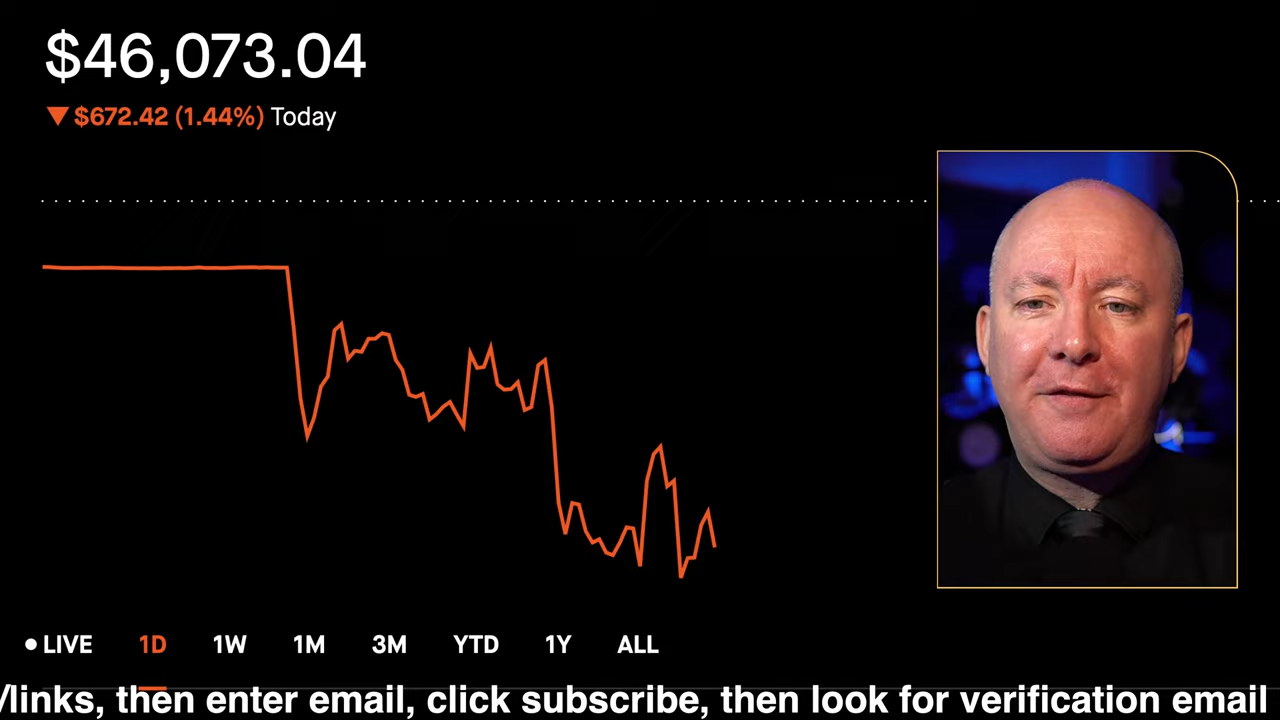 $46,073.04
▼$672.42 (1.44%) Today
LIVE 1D 1W 1M 3M YTD 1Y ALL
/links, then enter email, click subscribe, then look for verification email